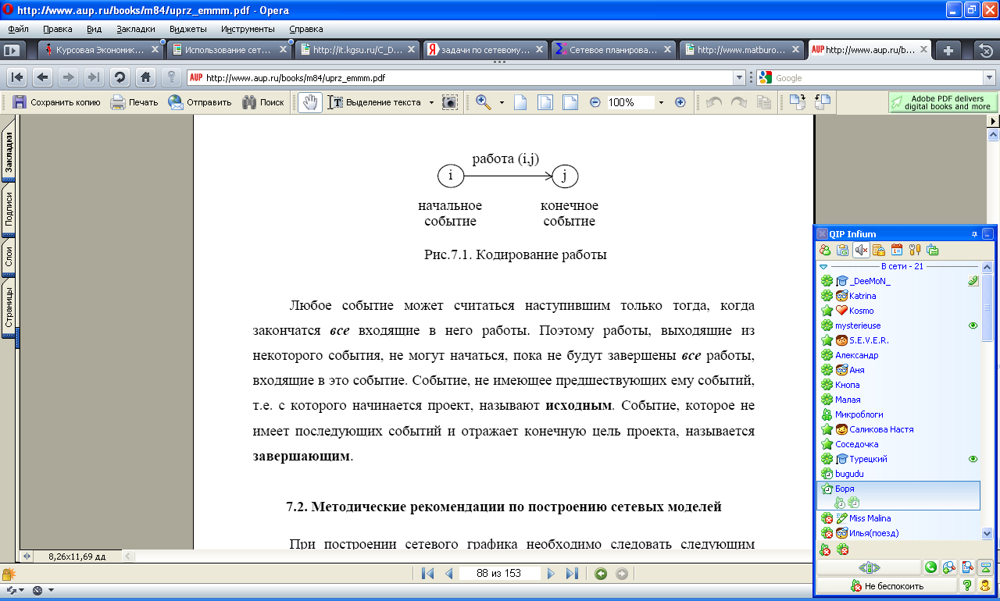 http://www.aup.ru/books/m84/uprz_emmm.pdf - Opera
Файл Правка Вид Закладки Виджеты Инструменты Справка
Курсовая Экономик... Использование сет... http://it.kgsu.ru/C_D... задачи по сетевому... Сетевое планирова... http://www.matburo... http://www.aup.ru/b...
http://www.aup.ru/books/m84/uprz_emmm.pdf Google
Сохранить копию Печать Отправить Поиск Выделение текста 100% Adobe PDF delivers
digital books and more
Закладки
Подписи
Слои
Страницы
работа (i,j)
i j
начальное конечное
событие событие
Рис.7.1. Кодирование работы
Любое событие может считаться наступившим только тогда, когда
закончатся все входящие в него работы. Поэтому работы, выходящие из
некоторого события, не могут начаться, пока не будут завершены все работы,
входящие в это событие. Событие, не имеющее предшествующих ему событий,
т.е. с которого начинается проект, называют исходным. Событие, которое не
имеет последующих событий и отражает конечную цель проекта, называется
завершающим.
7.2. Методические рекомендации по построению сетевых моделей
При построении сетевого графика необходимо следовать следующим
8,26x11,69 дд
88 из 153
QIP Infium
В сети - 21
_DeeMoN_
Katrina
Kosmo
mysterieuse
S.E.V.E.R.
Александр
Аня
Кнопа
Малая
Микроблоги
Саликова Настя
Соседочка
Турецкий
bugudu
Боря
Miss Malina
Илья(поезд)
Не беспокоить